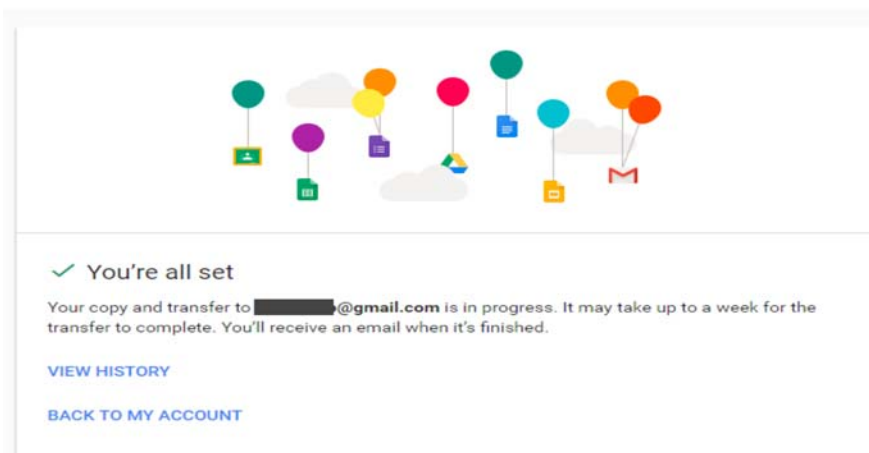 You're all set
Your copy and transfer to @gmail.com is in progress. It may take up to a week for the
transfer to complete. You'll receive an email when it's finished.
VIEW HISTORY
BACK TO MY ACCOUNT